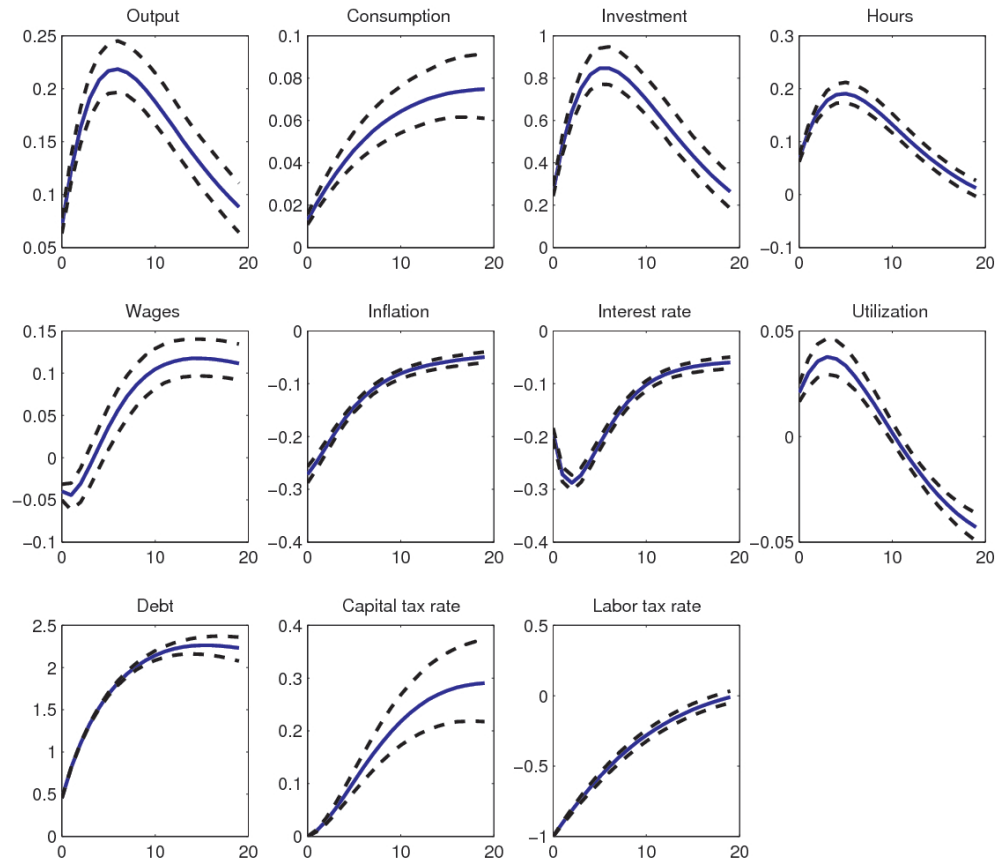 Output Consumption Investment Hours
0.25 0.1 1 0.3
0.2 0.08 0.8 0.2
0.15 0.06 0.6 0.1
0.1 0.04 0.4 0
0.02 0.2
0.05 0 0 −0.1
0 10 20 0 10 20 0 10 20 0 10 20
Wages Inflation Interest rate Utilization
0.15 0 0 0.05
0.1 −0.1 −0.1
0.05 −0.2 −0.2 0
0 −0.3 −0.3
−0.05
−0.1 −0.4 −0.4 −0.05
0 10 20 0 10 20 0 10 20 0 10 20
Debt Capital tax rate Labor tax rate
2.5 0.4 0.5
2 0.3 0
1.5 0.2 −0.5
1 0.1
0.5
0 0 −1
0 10 20 0 10 20 0 10 20